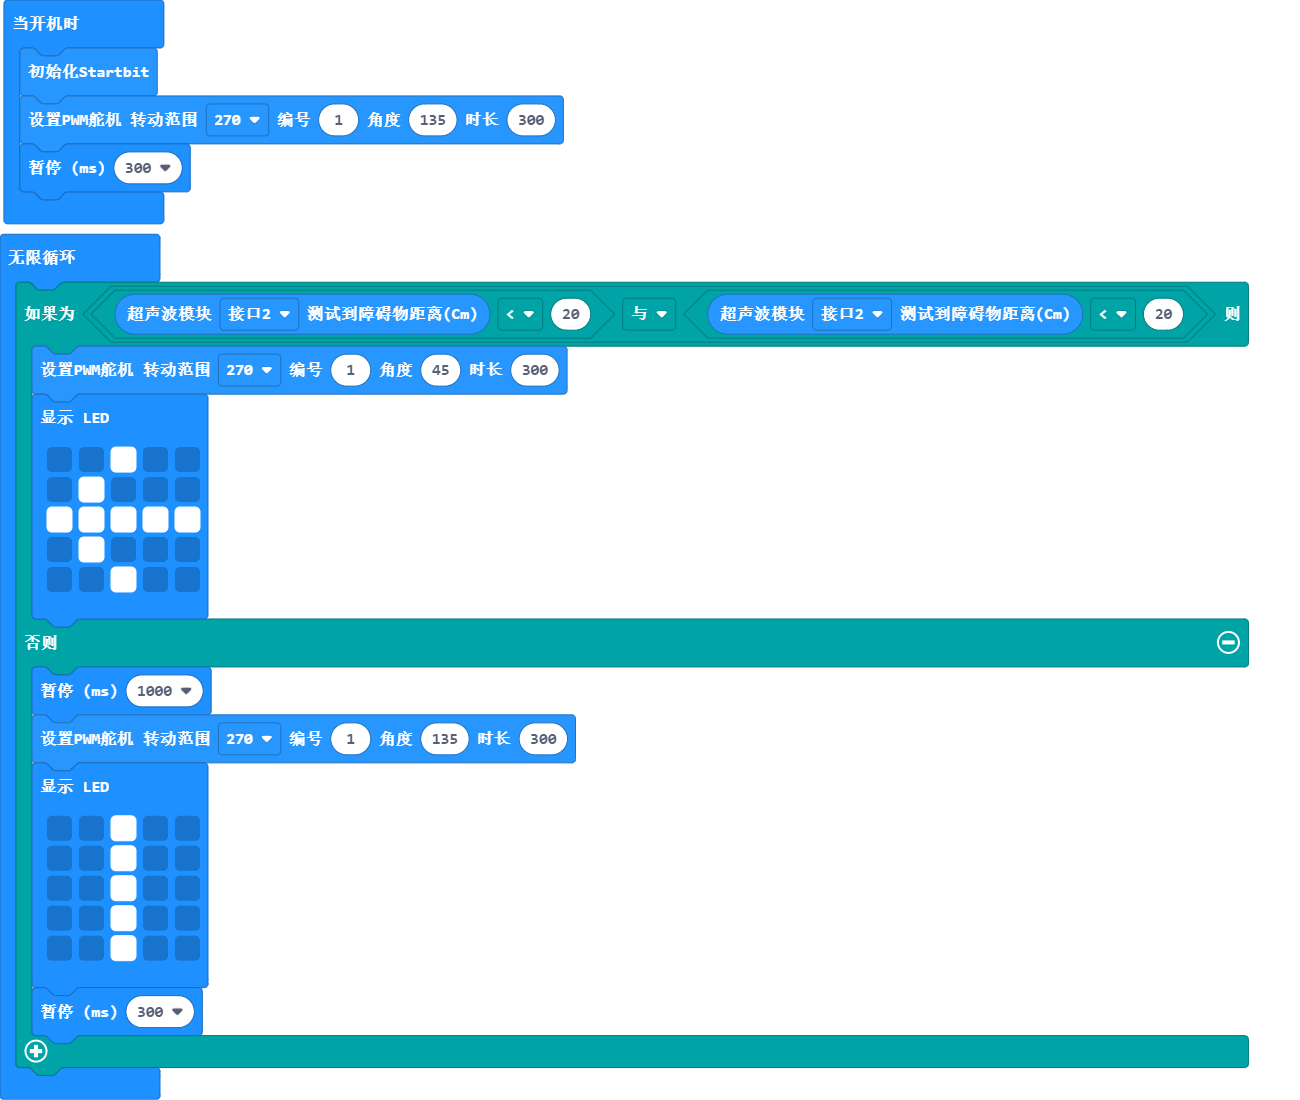 当开机时
初始化Startbit
设置PWM舵机 转动范围 270 编号 1 角度 135 时长 300
暂停 (ms) 300
无限循环
如果为 超声波模块 接口2 测试到障碍物距离(Cm) < 20 与 超声波模块 接口2 测试到障碍物距离(Cm) < 20 则
设置PWM舵机 转动范围 270 编号 1 角度 45 时长 300
显示 LED
否则
暂停 (ms) 1000
设置PWM舵机 转动范围 270 编号 1 角度 135 时长 300
显示 LED
暂停 (ms) 300